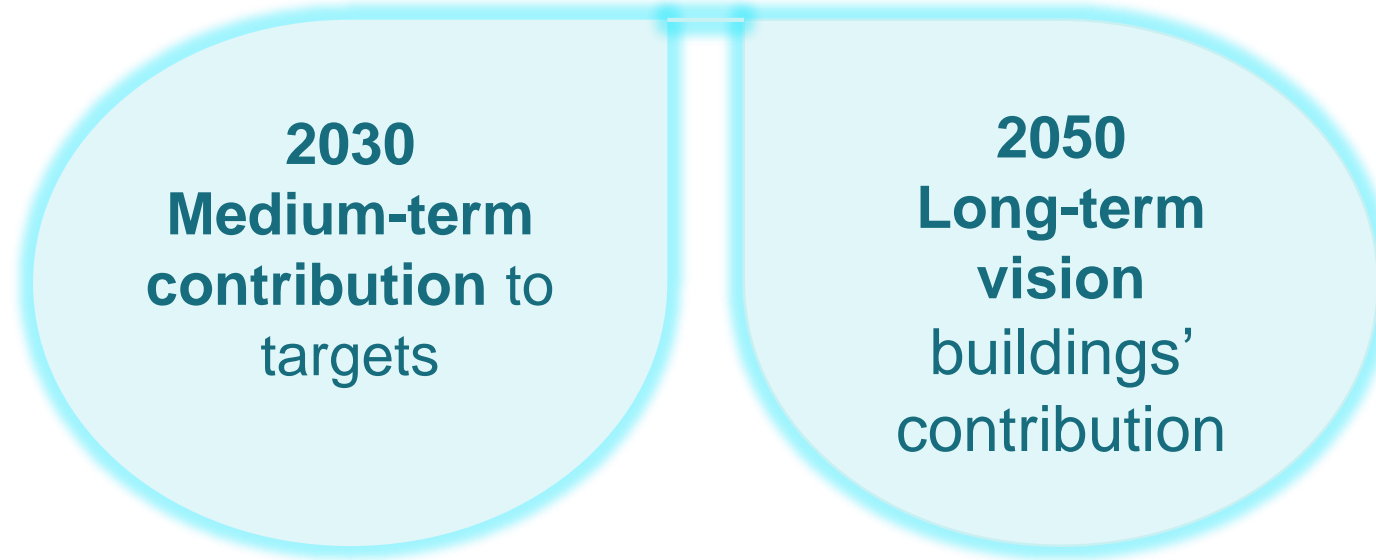 2030
Medium-term
contribution to
targets
2050
Long-term
vision
buildings’
contribution